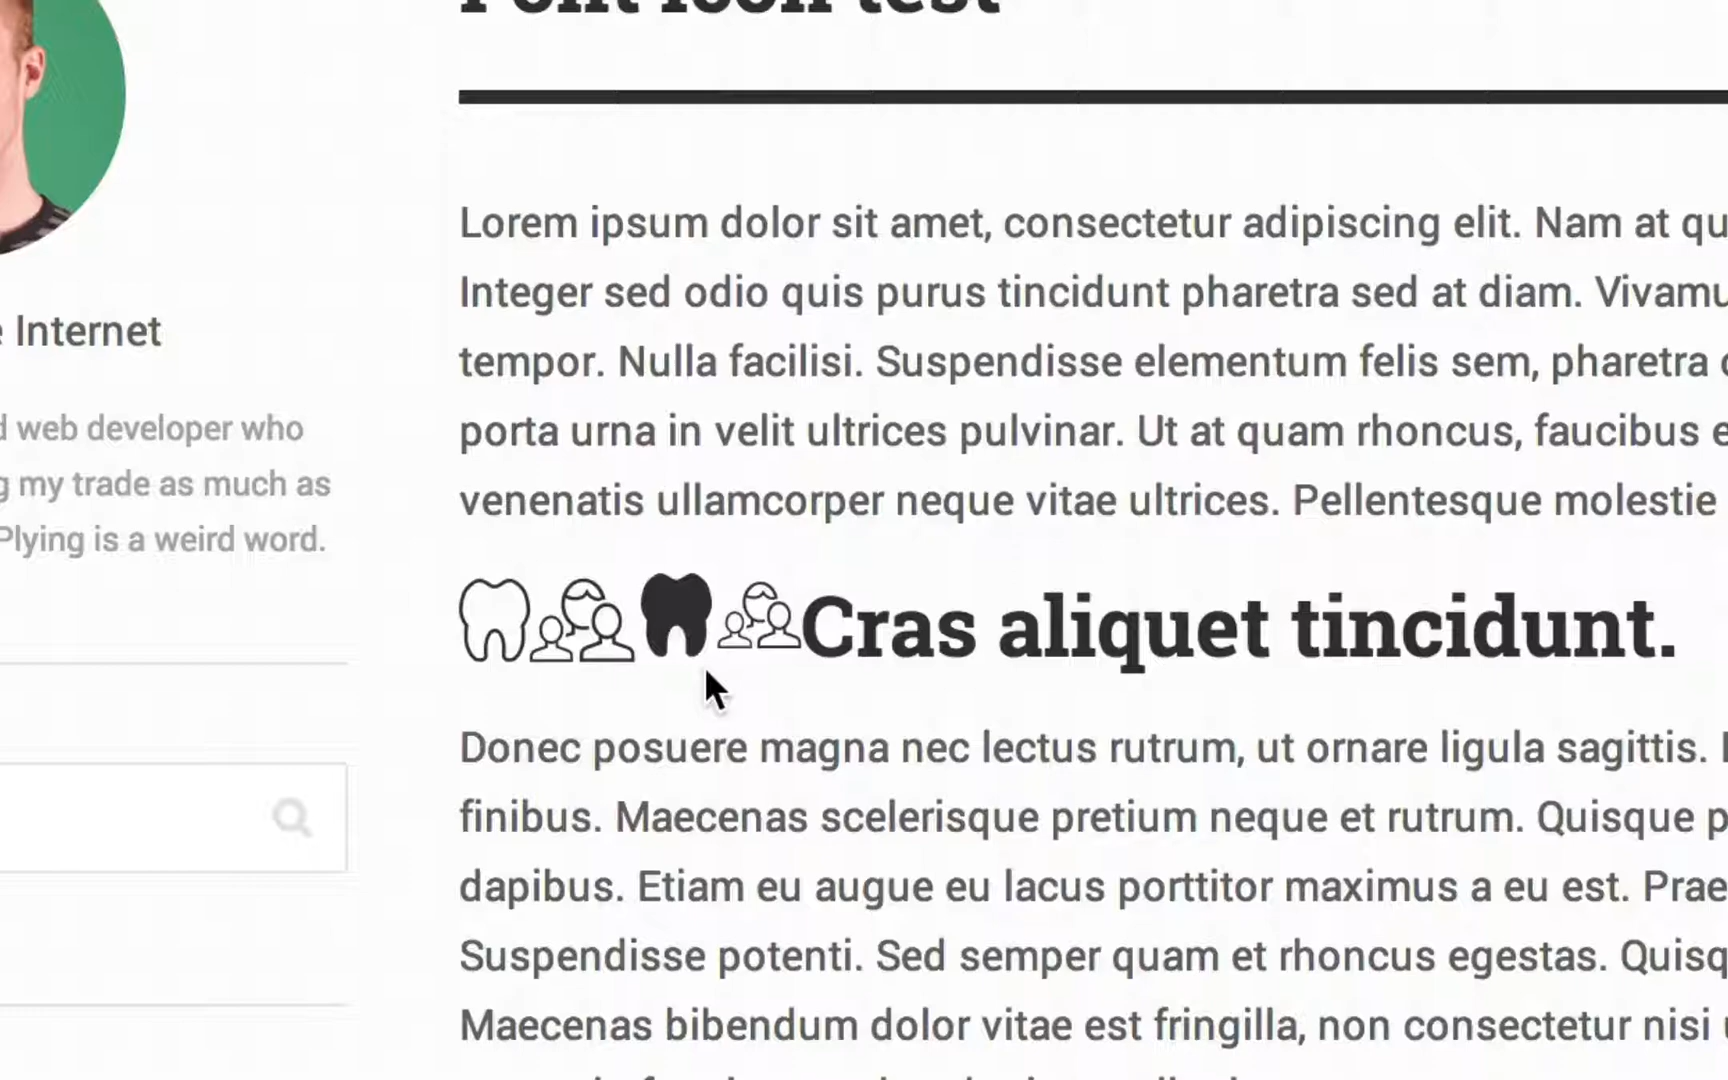 Font icon test
Internet
web developer who
my trade as much as
Plying is a weird word.
Lorem ipsum dolor sit amet, consectetur adipiscing elit. Nam at
Integer sed odio quis purus tincidunt pharetra sed at diam.
tempor. Nulla facilisi. Suspendisse elementum felis sem, pharetra
porta urna in velit ultrices pulvinar. Ut at quam rhoncus, faucibus
venenatis ullamcorper neque vitae ultrices. Pellentesque molestie
Cras aliquet tincidunt.
Donec posuere magna nec lectus rutrum, ut ornare ligula sagittis.
finibus. Maecenas scelerisque pretium neque et rutrum. Quisque
dapibus. Etiam eu augue eu lacus porttitor maximus a eu est.
Suspendisse potenti. Sed semper quam et rhoncus egestas.
Maecenas bibendum dolor vitae est fringilla, non consectetur nisi